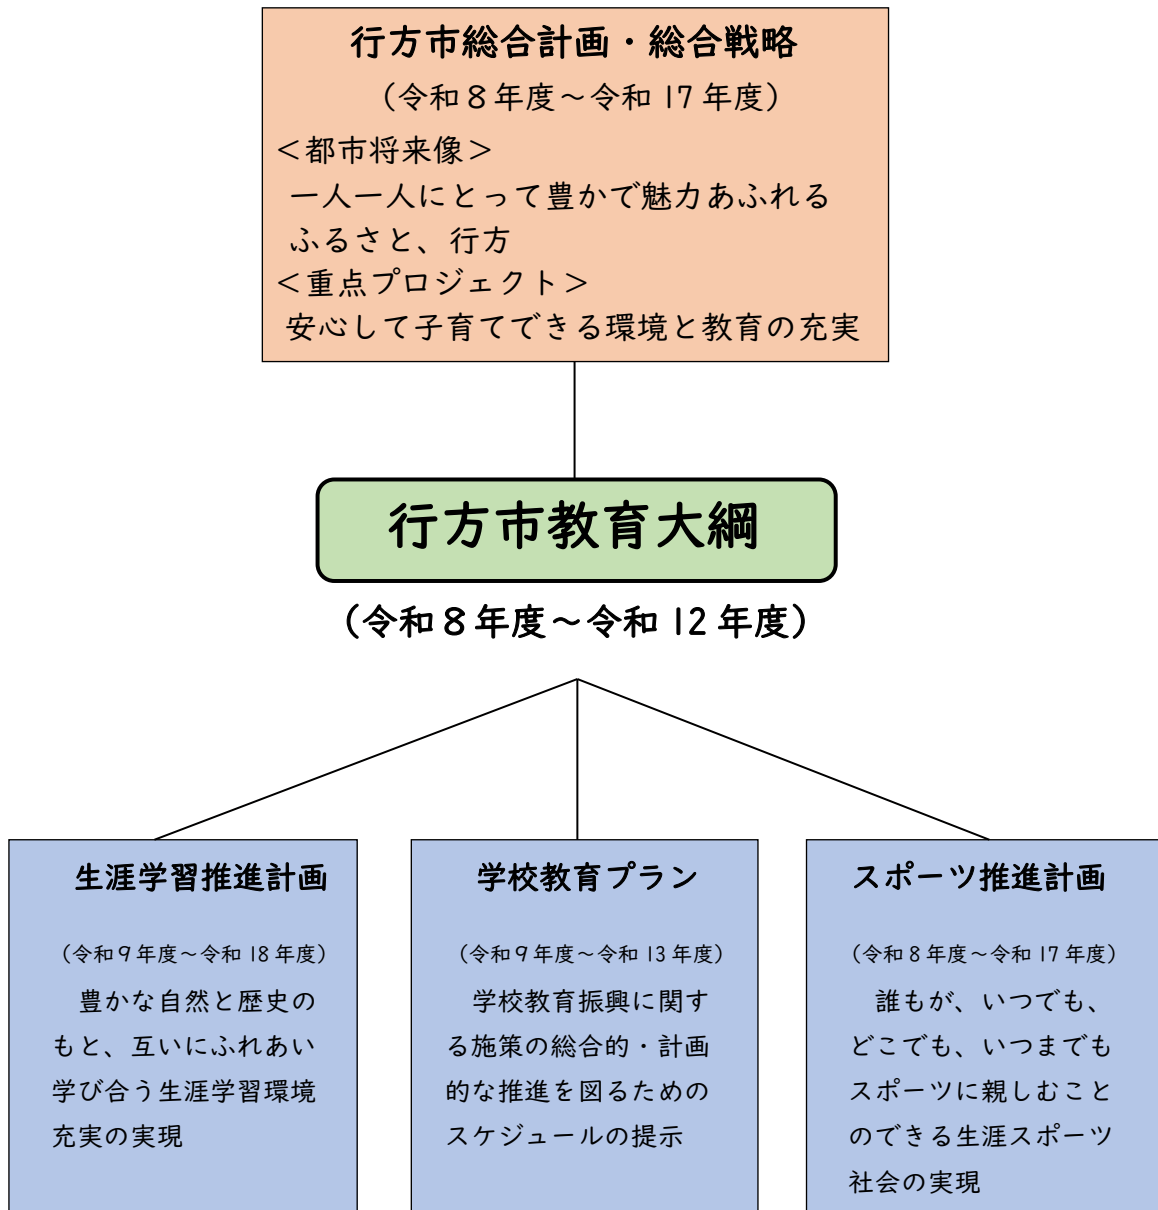 行方市総合計画・総合戦略
（令和８年度～令和 17 年度）
＜都市将来像＞
一人一人にとって豊かで魅力あふれる
ふるさと、行方
＜重点プロジェクト＞
安心して子育てできる環境と教育の充実
行方市教育大綱
（令和８年度～令和 12 年度）
生涯学習推進計画
（令和９年度～令和 18 年度）
豊かな自然と歴史の
もと、互いにふれあい
学び合う生涯学習環境
充実の実現
学校教育プラン
（令和９年度～令和 13 年度）
学校教育振興に関す
る施策の総合的・計画
的な推進を図るための
スケジュールの提示
スポーツ推進計画
（令和８年度～令和 17 年度）
誰もが、いつでも、
どこでも、いつまでも
スポーツに親しむこと
のできる生涯スポーツ
社会の実現